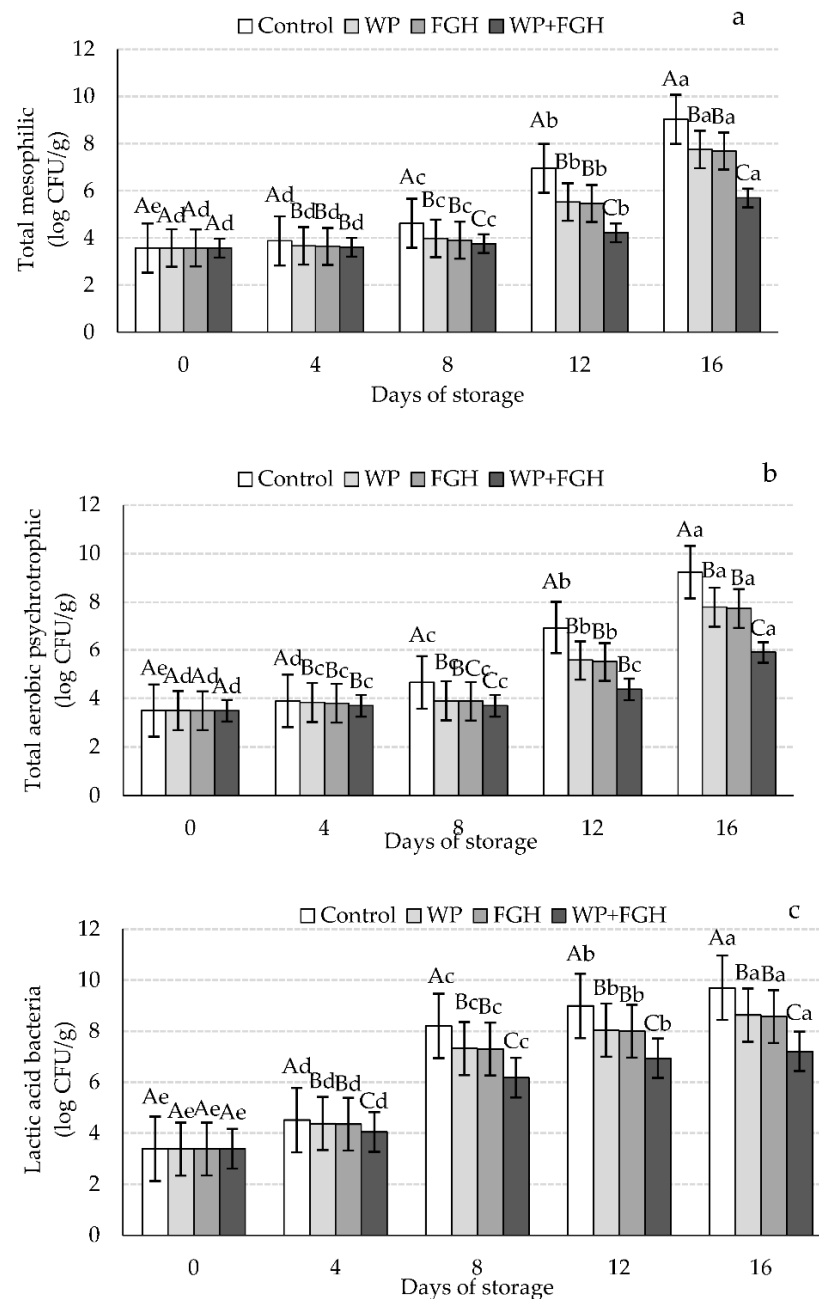 a
Control WP FGH WP+FGH
Total mesophilic
(log CFU/g)
12
10
8
6
4
2
0
Ae Ad Ad Ad
Ad Bd Bd Bd
Ac Bc Bc Cc
Ab Bb Bb Cb
Aa Ba Ba Ca
0 4 8 12 16
Days of storage
b
Control WP FGH WP+FGH
Total aerobic psychrotrophic
(log CFU/g)
12
10
8
6
4
2
0
Ae Ad Ad Ad
Ad Bc Bc Bc
Ac Bc BCc Cc
Ab Bb Bb Bc
Aa Ba Ba Ca
0 4 8 12 16
Days of storage
c
Control WP FGH WP+FGH
Lactic acid bacteria
(log CFU/g)
12
10
8
6
4
2
0
Ae Ae Ae Ae
Ad Bd Bd Cd
Ac Bc Bc Cc
Ab Bb Bb Cb
Aa Ba Ba Ca
0 4 8 12 16
Days of storage